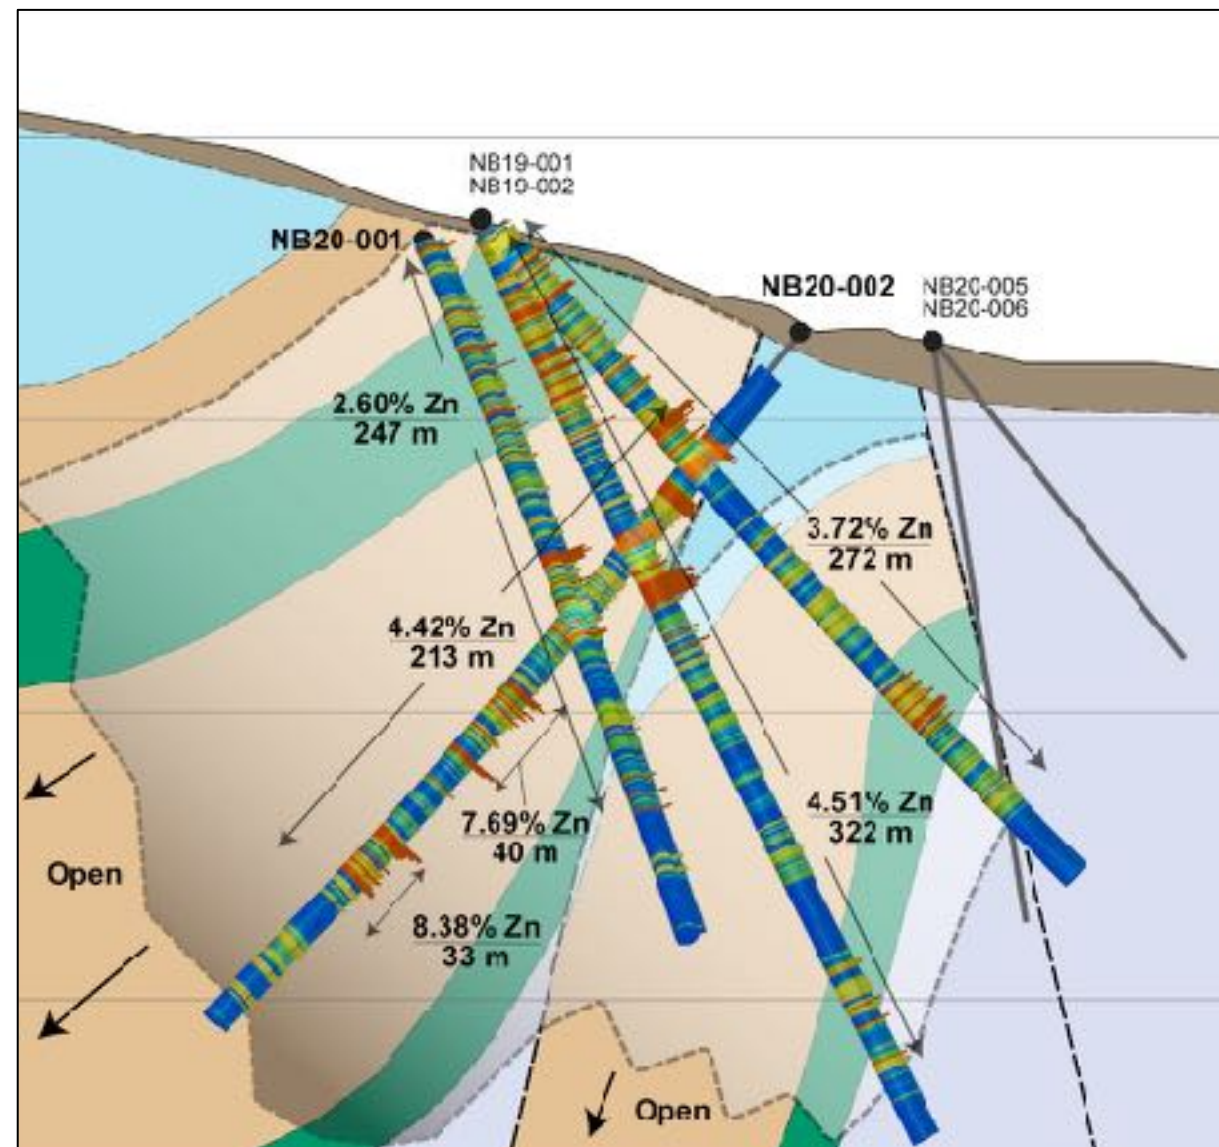 NB19-001
NB19-002
NB20-001
NB20-002
NB20-005
NB20-006
2.60% Zn
247 m
3.72% Zn
272 m
4.42% Zn
213 m
7.69% Zn
40 m
4.51% Zn
322 m
Open
8.38% Zn
33 m
Open